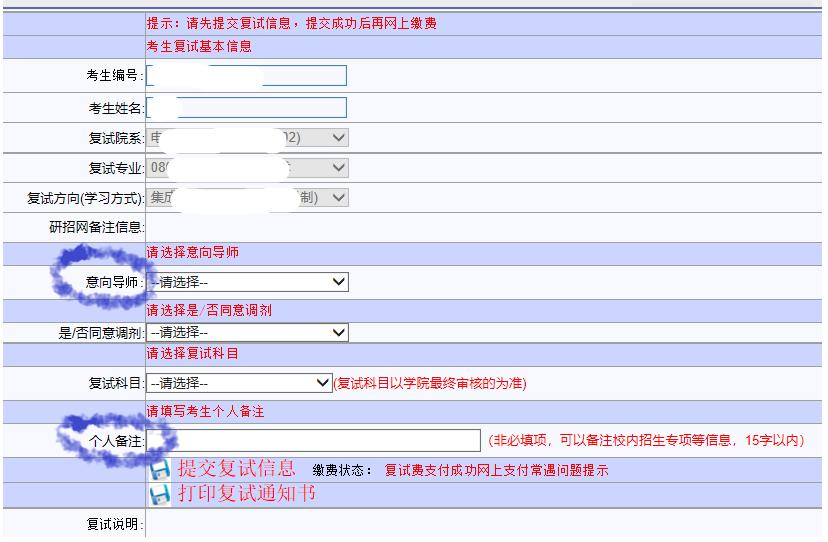 提示：请先提交复试信息，提交成功后再网上缴费
考生复试基本信息
考生编号:
考生姓名:
复试院系: 02)
复试专业: 08
复试方向(学习方式): 集成 制)
研招网备注信息:
请选择意向导师
意向导师: --请选择--
请选择是/否同意调剂
是/否同意调剂: --请选择--
请选择复试科目
复试科目: --请选择-- (复试科目以学院最终审核的为准)
请填写考生个人备注
个人备注: (非必填项，可以备注校内招生专项等信息，15字以内)
提交复试信息 缴费状态： 复试费支付成功网上支付常遇问题提示
打印复试通知书
复试说明: